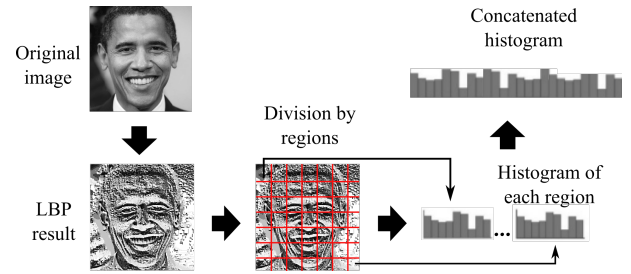 Original
image
Concatenated
histogram
Division by
regions
LBP
result
Histogram of
each region
...